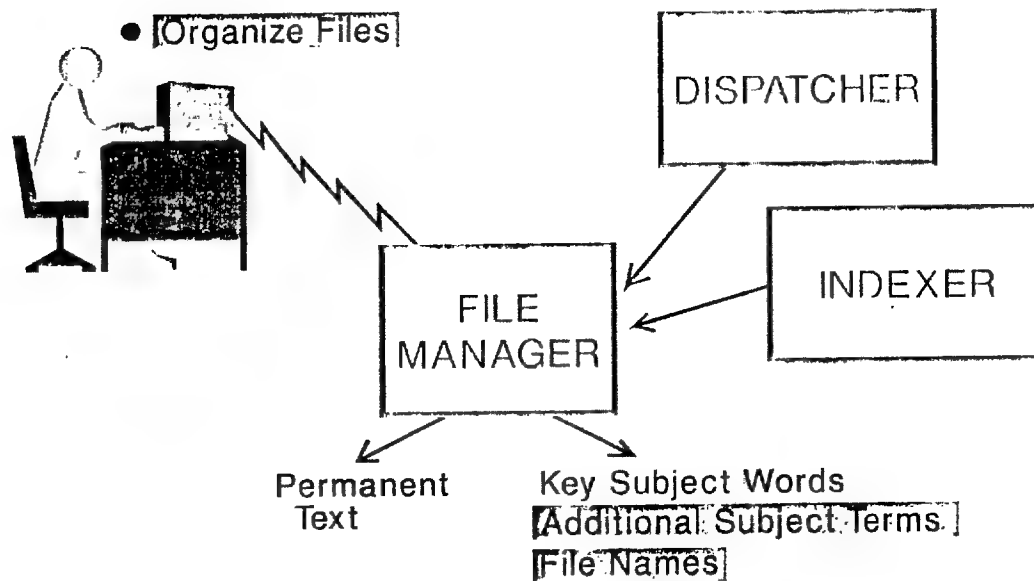 • [Organize Files]
DISPATCHER
INDEXER
FILE
MANAGER
Permanent
Text
Key Subject Words
[Additional Subject Terms]
[File Names]